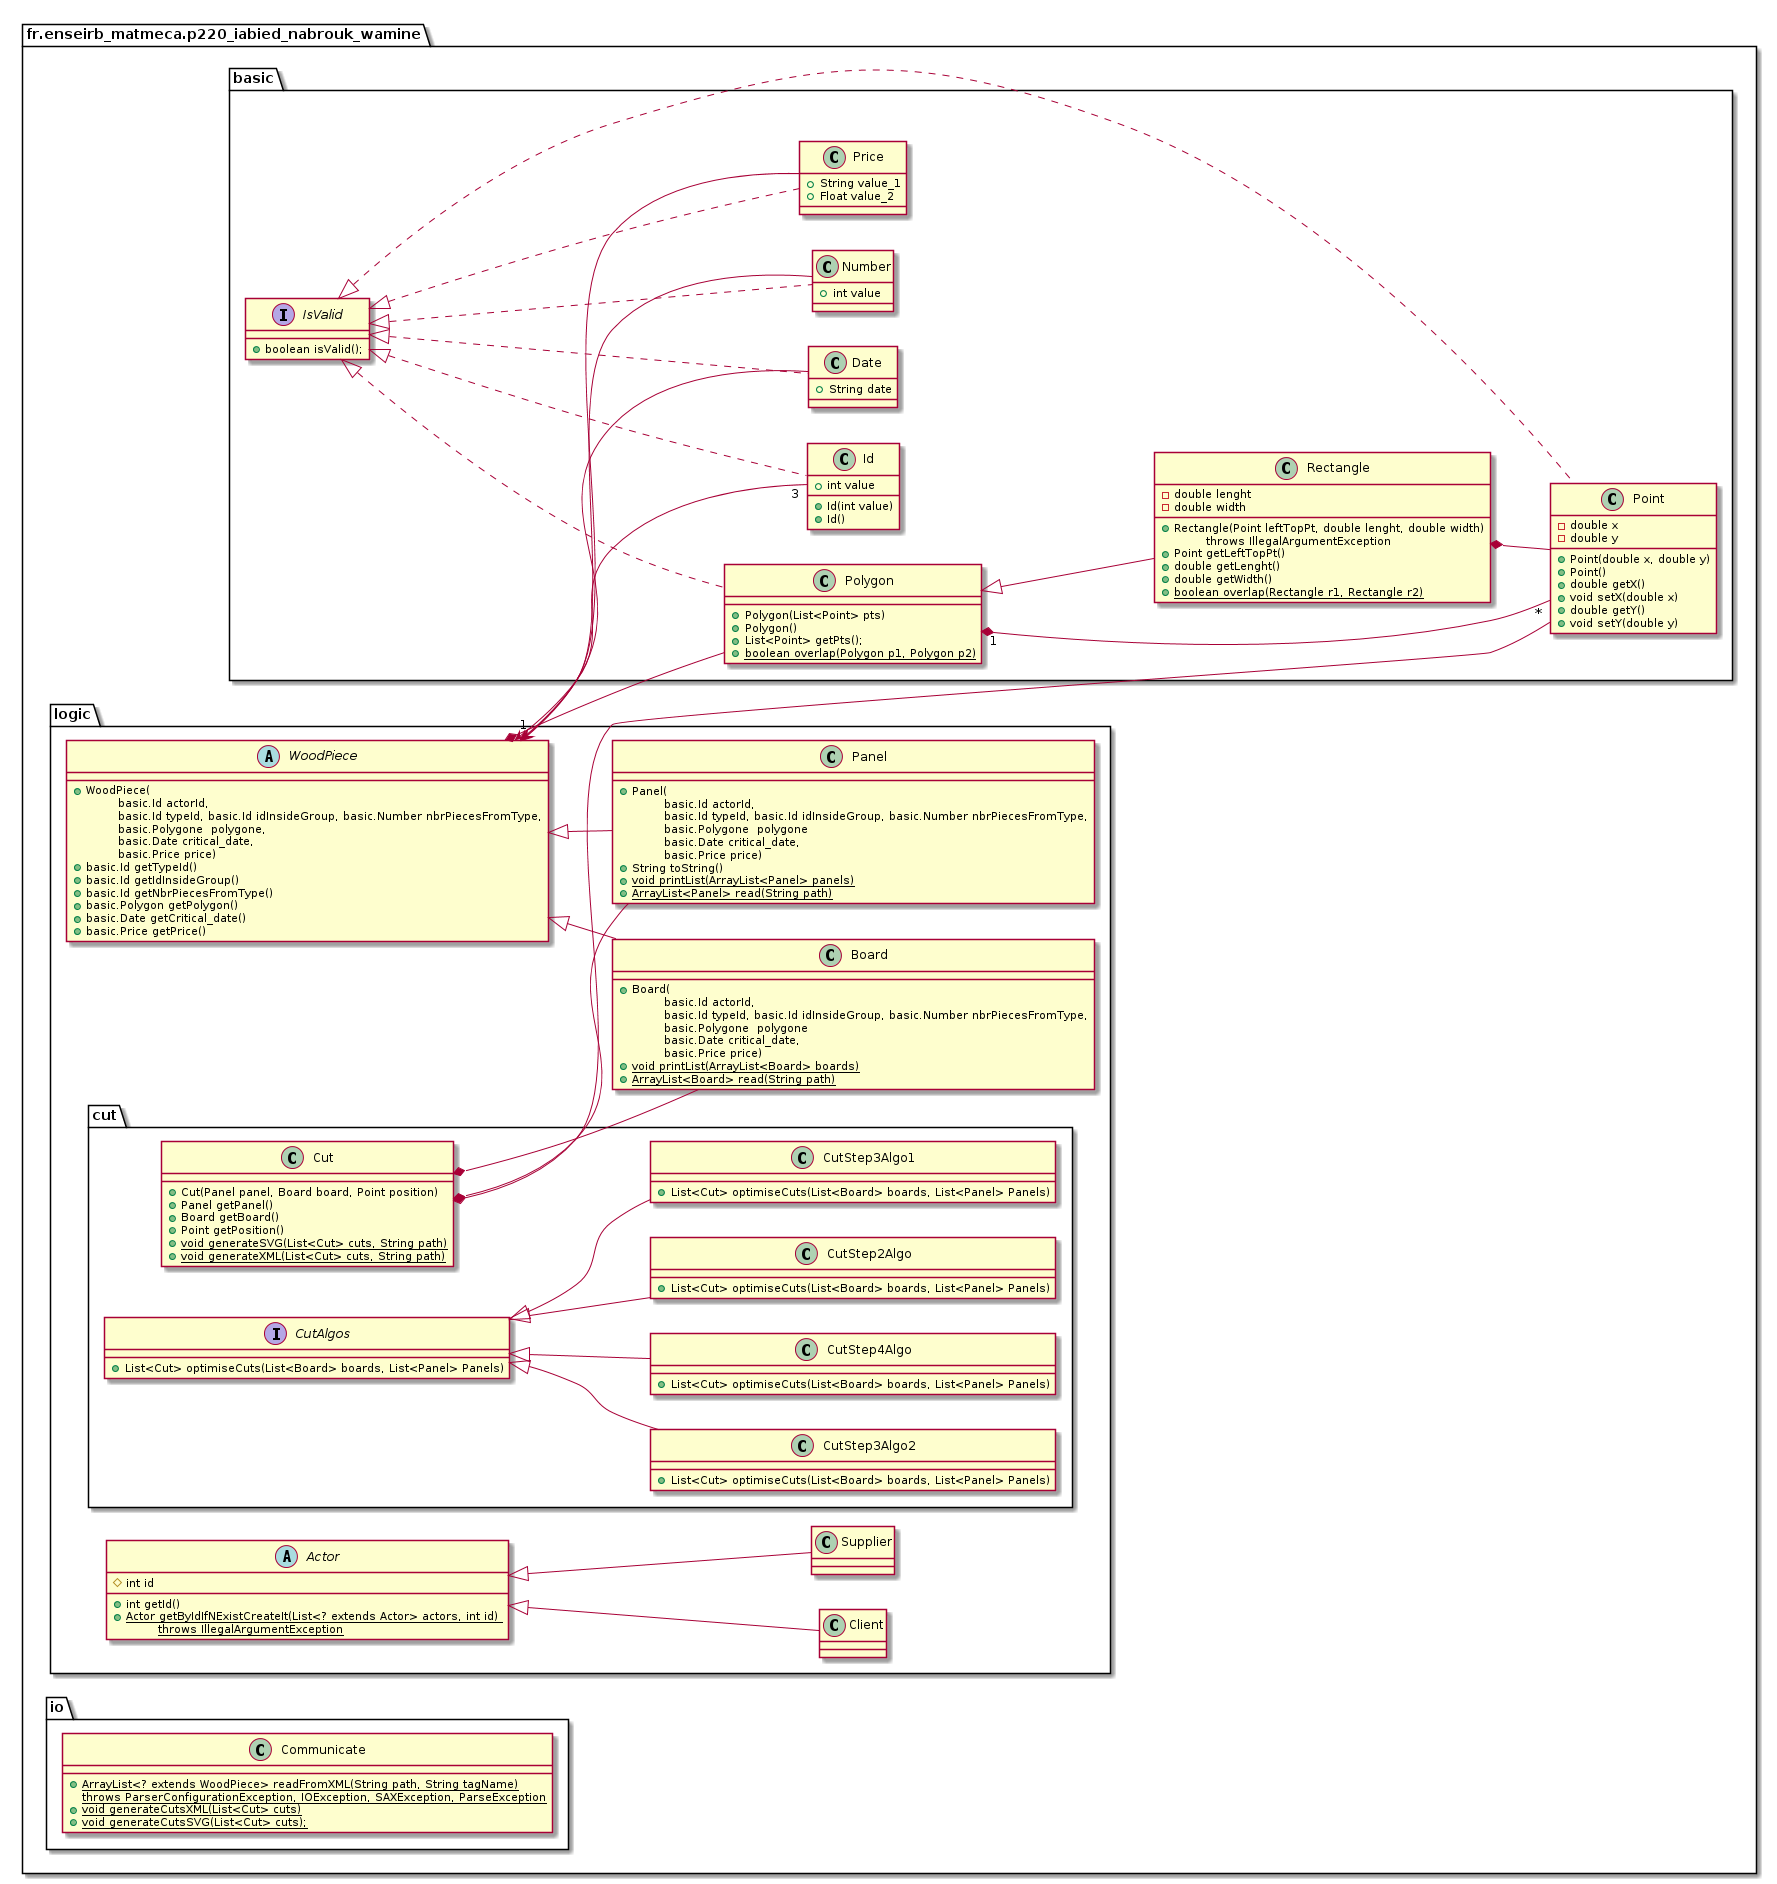 fr.enseirb_matmeca.p220_iabied_nabrouk_wamine
basic
C Price
String value_1
Float value_2
C Number
int value
I IsValid
boolean isValid();
C Date
String date
C Id
int value
Id(int value)
Id()
3
C Rectangle
double lenght
double width
Rectangle(Point leftTopPt, double lenght, double width)
throws IllegalArgumentException
Point getLeftTopPt()
double getLenght()
double getWidth()
boolean overlap(Rectangle r1, Rectangle r2)
C Point
double x
double y
Point(double x, double y)
Point()
double getX()
void setX(double x)
double getY()
void setY(double y)
*
C Polygon
Polygon(List<Point> pts)
Polygon()
List<Point> getPts();
boolean overlap(Polygon p1, Polygon p2)
1
logic
1
A WoodPiece
WoodPiece(
basic.Id actorId,
basic.Id typeId, basic.Id idInsideGroup, basic.Number nbrPiecesFromType,
basic.Polygone  polygone,
basic.Date critical_date,
basic.Price price)
basic.Id getTypeId()
basic.Id getIdInsideGroup()
basic.Id getNbrPiecesFromType()
basic.Polygon getPolygon()
basic.Date getCritical_date()
basic.Price getPrice()
C Panel
Panel(
basic.Id actorId,
basic.Id typeId, basic.Id idInsideGroup, basic.Number nbrPiecesFromType,
basic.Polygone  polygone
basic.Date critical_date,
basic.Price price)
String toString()
void printList(ArrayList<Panel> panels)
ArrayList<Panel> read(String path)
C Board
Board(
basic.Id actorId,
basic.Id typeId, basic.Id idInsideGroup, basic.Number nbrPiecesFromType,
basic.Polygone  polygone
basic.Date critical_date,
basic.Price price)
void printList(ArrayList<Board> boards)
ArrayList<Board> read(String path)
cut
C Cut
Cut(Panel panel, Board board, Point position)
Panel getPanel()
Board getBoard()
Point getPosition()
void generateSVG(List<Cut> cuts, String path)
void generateXML(List<Cut> cuts, String path)
C CutStep3Algo1
List<Cut> optimiseCuts(List<Board> boards, List<Panel> Panels)
C CutStep2Algo
List<Cut> optimiseCuts(List<Board> boards, List<Panel> Panels)
I CutAlgos
List<Cut> optimiseCuts(List<Board> boards, List<Panel> Panels)
C CutStep4Algo
List<Cut> optimiseCuts(List<Board> boards, List<Panel> Panels)
C CutStep3Algo2
List<Cut> optimiseCuts(List<Board> boards, List<Panel> Panels)
A Actor
int id
int getId()
Actor getByIdIfNExistCreateIt(List<? extends Actor> actors, int id)
throws IllegalArgumentException
C Supplier
C Client
io
C Communicate
ArrayList<? extends WoodPiece> readFromXML(String path, String tagName)
throws ParserConfigurationException, IOException, SAXException, ParseException
void generateCutsXML(List<Cut> cuts)
void generateCutsSVG(List<Cut> cuts);